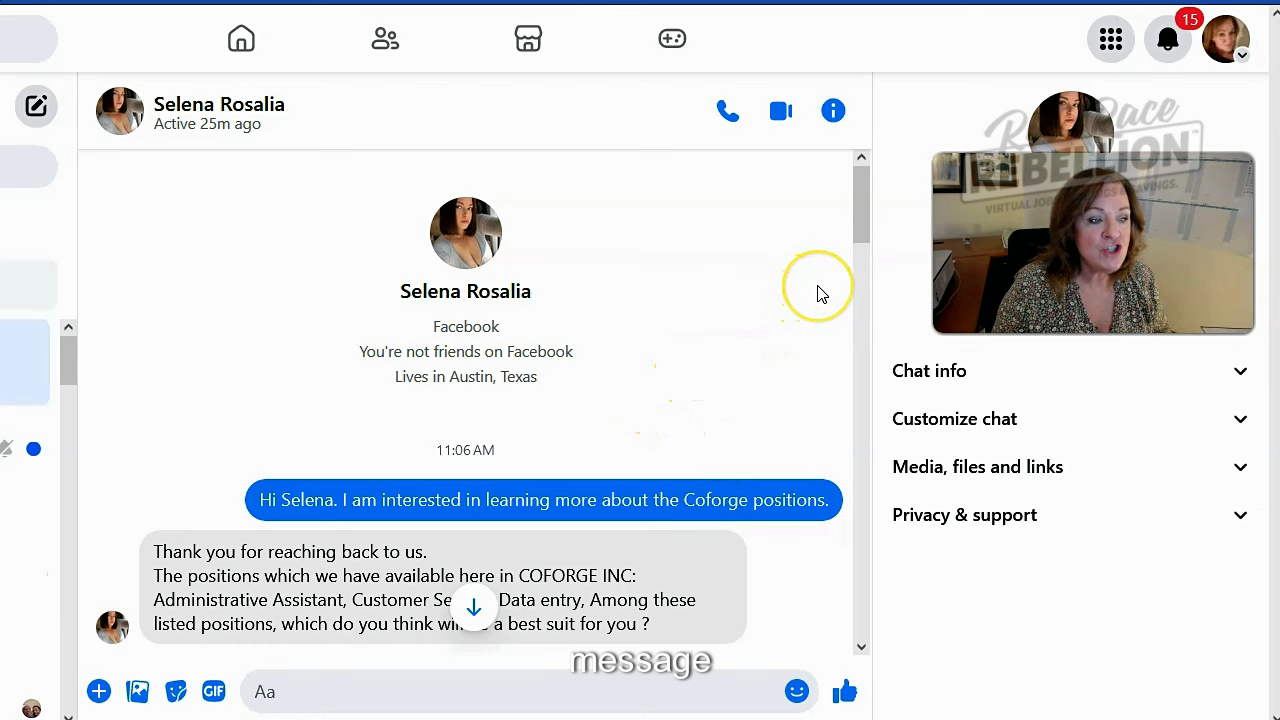 15
Selena Rosalia
Active 25m ago
Selena Rosalia
Facebook
You're not friends on Facebook
Lives in Austin, Texas
11:06 AM
Hi Selena. I am interested in learning more about the Coforge positions.
Thank you for reaching back to us.
The positions which we have available here in COFORGE INC:
Administrative Assistant, Customer Data entry, Among these
listed positions, which do you think a best suit for you ?
message
GIF
Aa
REBELLION
Chat info
Customize chat
Media, files and links
Privacy & support